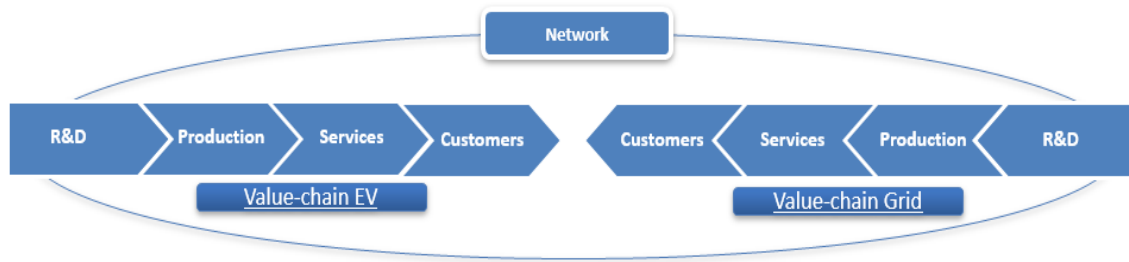 Network
R&D
Production
Services
Customers
Customers
Services
Production
R&D
Value-chain EV
Value-chain Grid